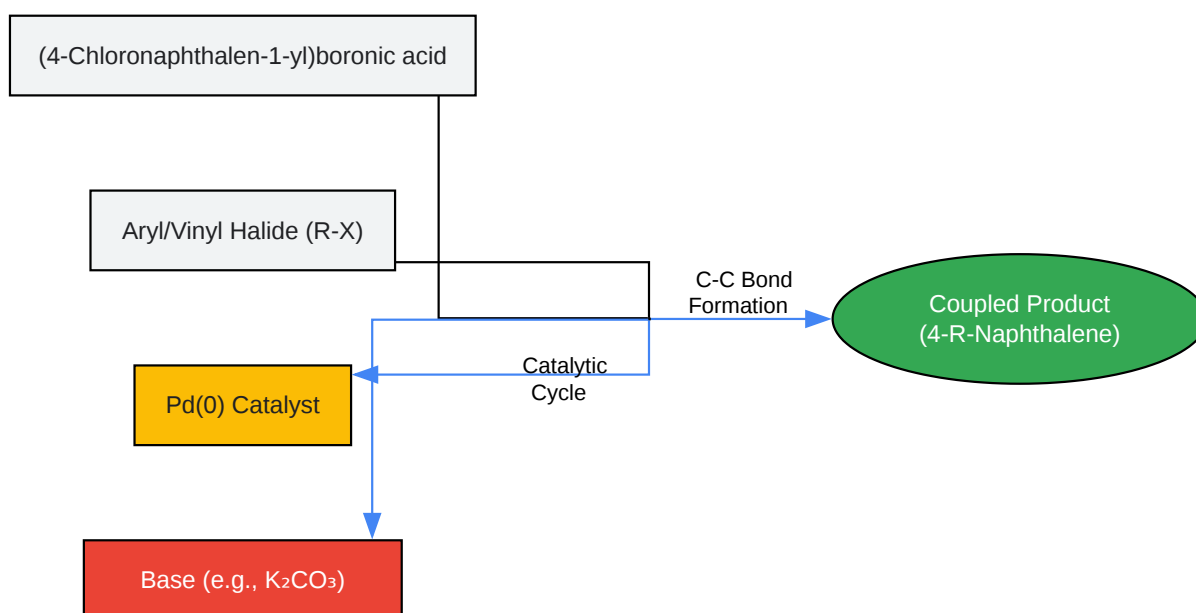 (4-Chloronaphthalen-1-yl)boronic acid
Aryl/Vinyl Halide (R-X)
C-C Bond
Formation
Coupled Product
(4-R-Naphthalene)
Catalytic
Cycle
Pd(0) Catalyst
Base (e.g., K₂CO₃)